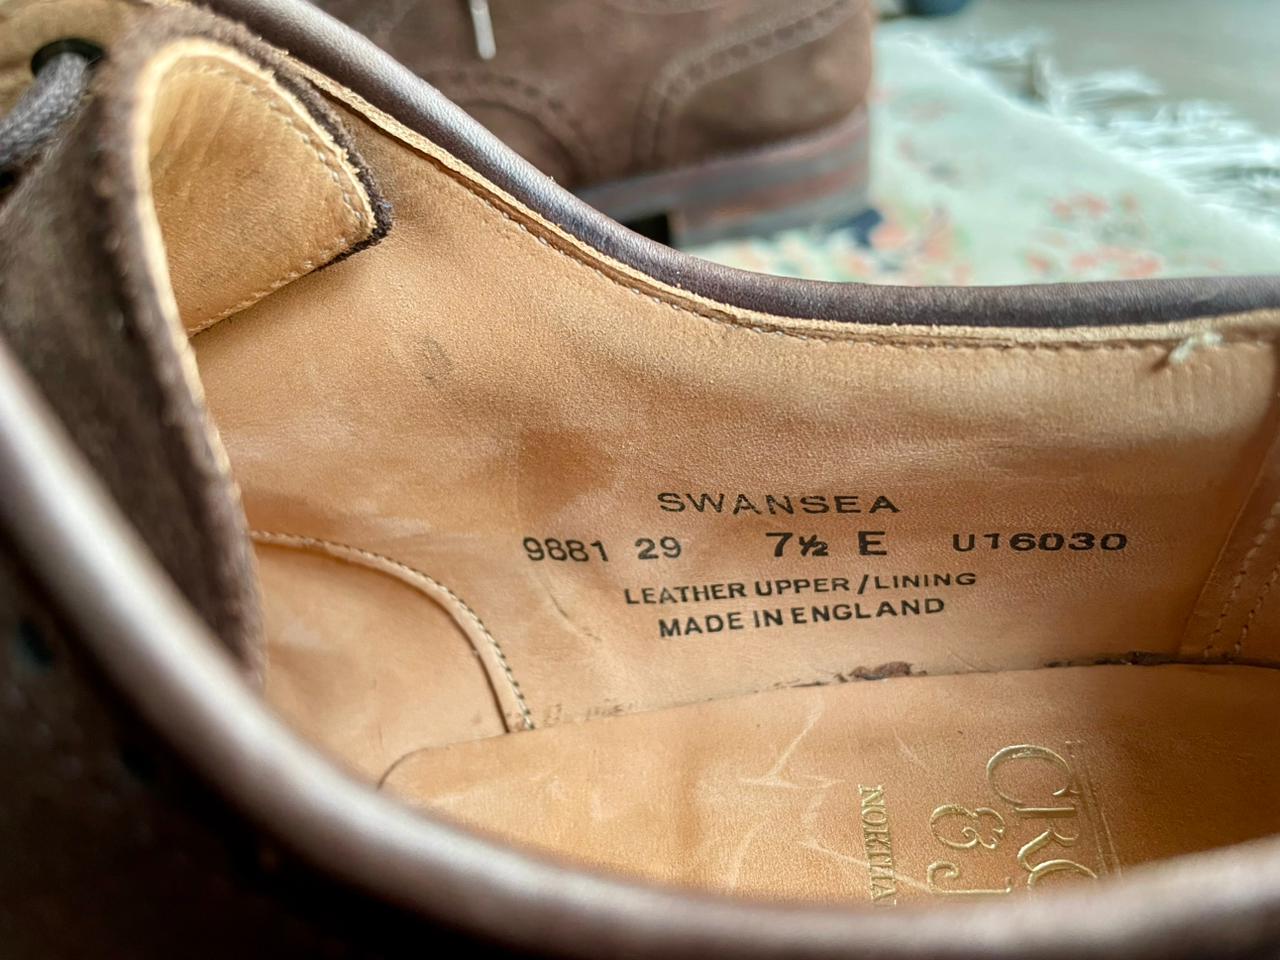 SWANSEA
9881 29 7½ E U16030
LEATHER UPPER/LINING
MADE IN ENGLAND
&